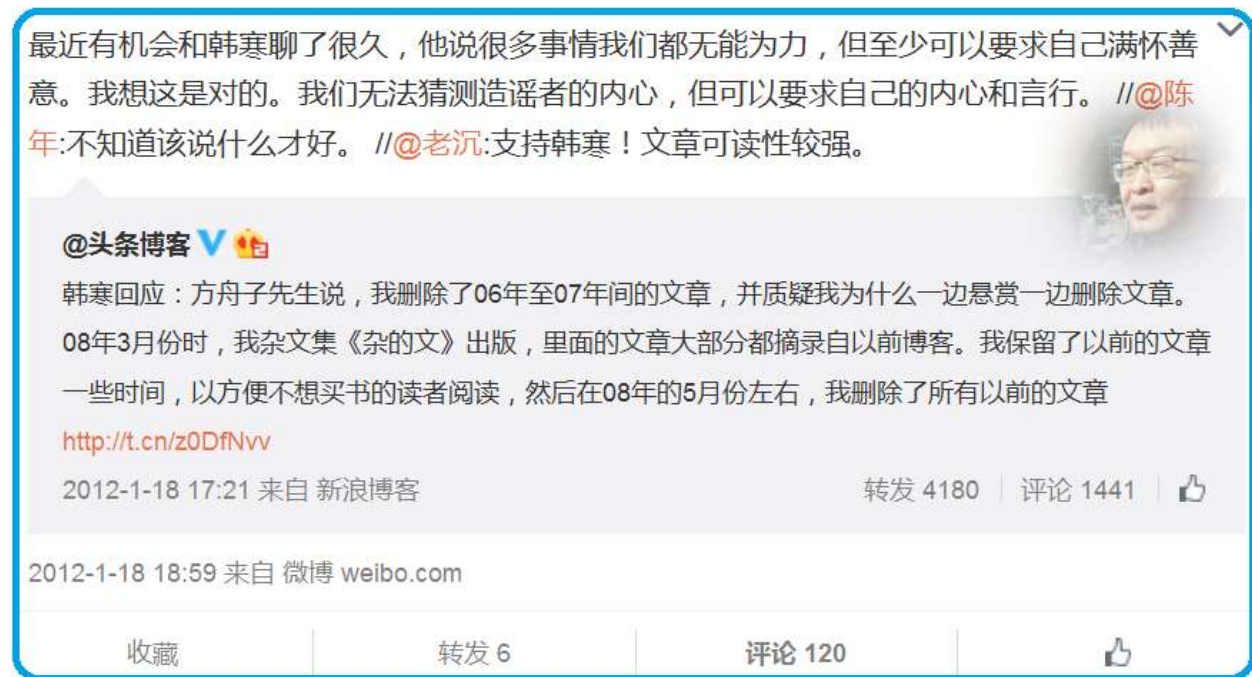 最近有机会和韩寒聊了很久，他说很多事情我们都无能为力，但至少可以要求自己满怀善
意。我想这是对的。我们无法猜测造谣者的内心，但可以要求自己的内心和言行。 //@陈
年:不知道该说什么才好。 //@老沉:支持韩寒！文章可读性较强。
@头条博客
韩寒回应：方舟子先生说，我删除了06年至07年间的文章，并质疑我为什么一边悬赏一边删除文章。
08年3月份时，我杂文集《杂的文》出版，里面的文章大部分都摘录自以前博客。我保留了以前的文章
一些时间，以方便不想买书的读者阅读，然后在08年的5月份左右，我删除了所有以前的文章
http://t.cn/z0DfNvv
2012-1-18 17:21 来自 新浪博客 转发 4180 评论 1441
2012-1-18 18:59 来自 微博 weibo.com
收藏 转发 6 评论 120